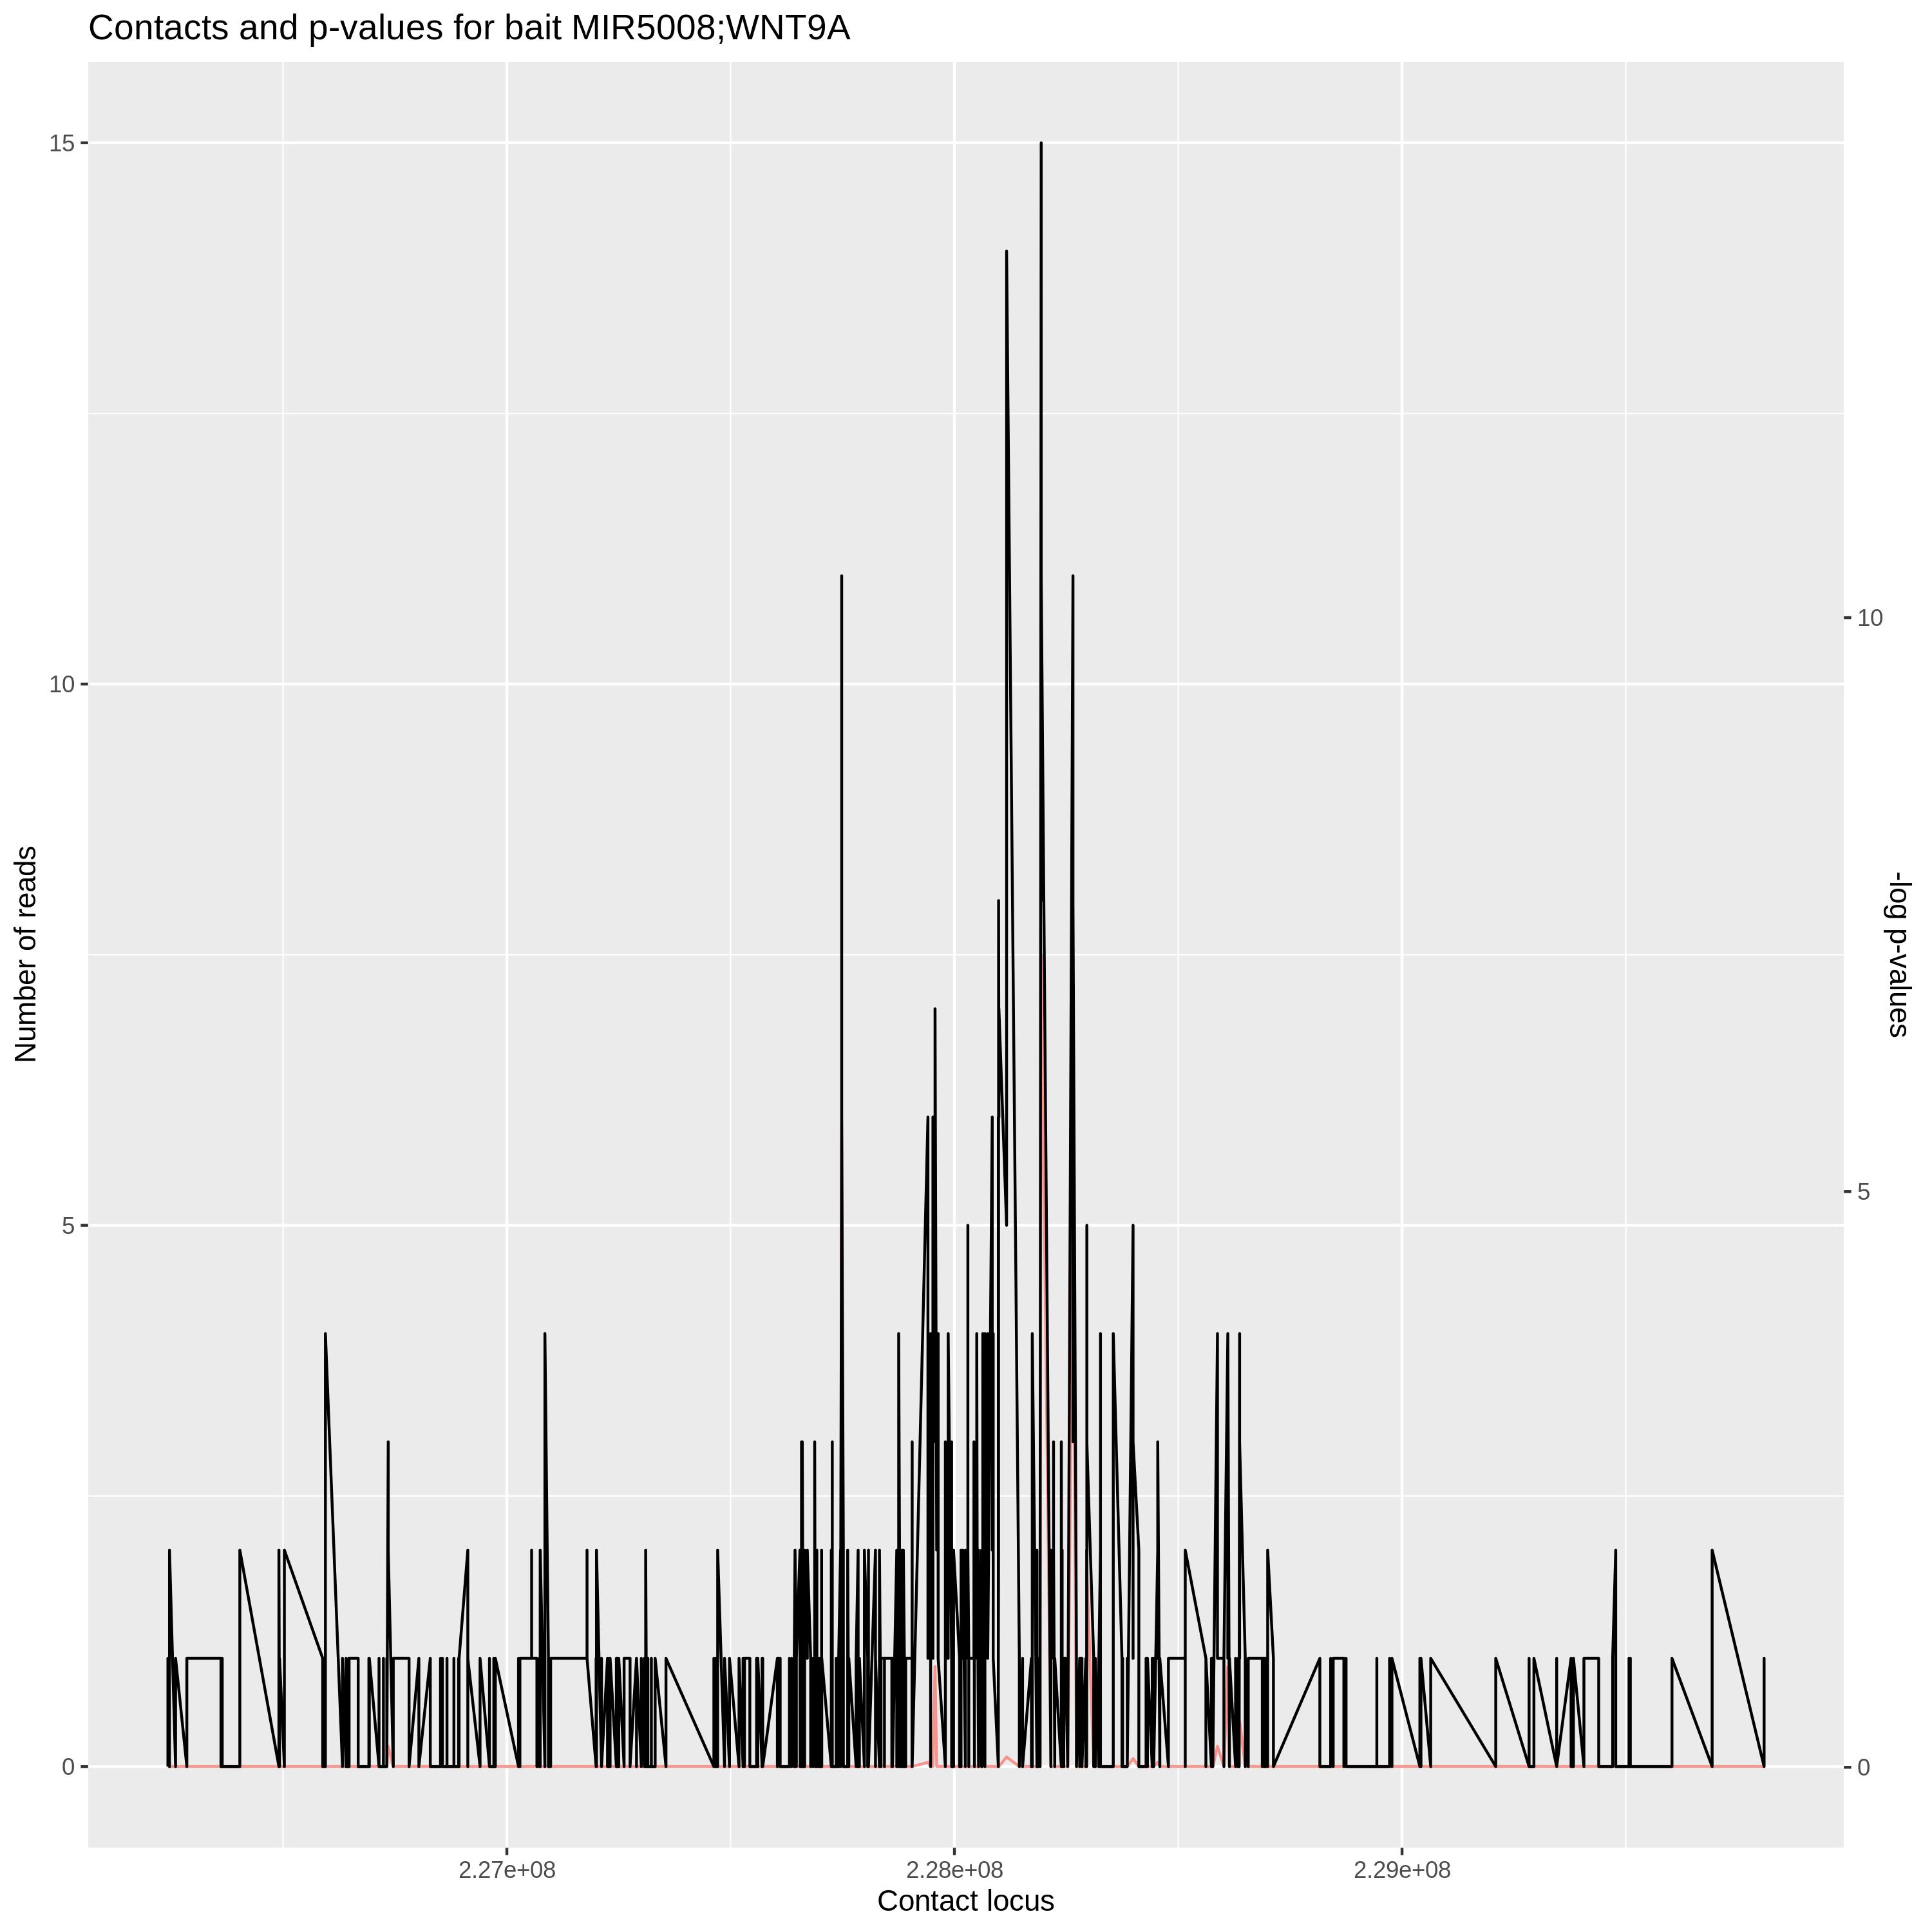 Contacts and p-values for bait MIR5008;WNT9A
15
10
5
0
Number of reads
10
5
0
-log p-values
2.27e+08
2.28e+08
2.29e+08
Contact locus